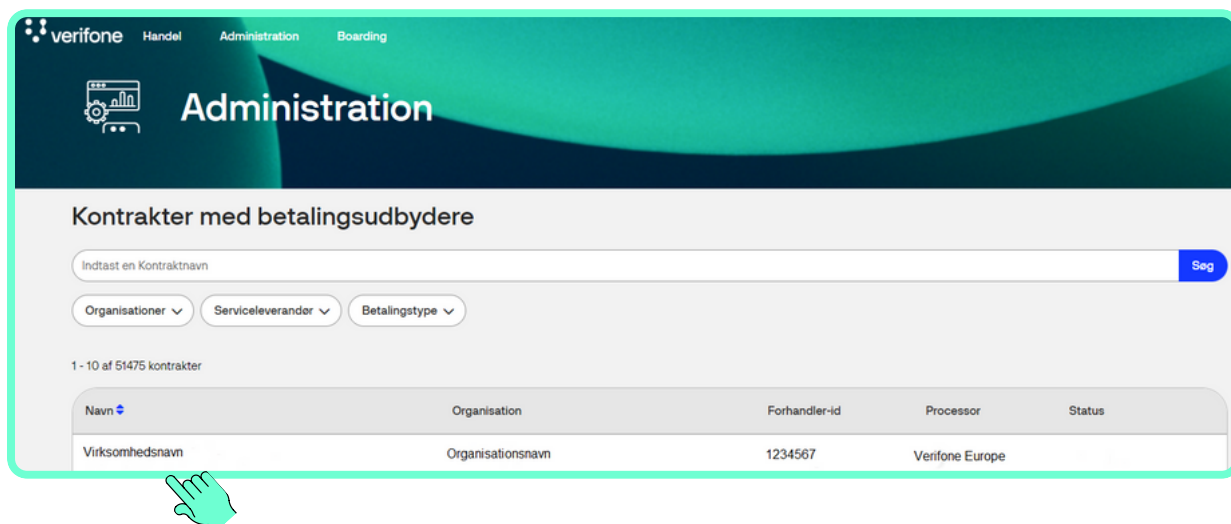 verifone Handel Administration Boarding
Administration
Kontrakter med betalingsudbydere
Indtast en Kontraktnavn Søg
Organisationer Serviceleverandør Betalingstype
1 - 10 af 51475 kontrakter
Navn Organisation Forhandler-id Processor Status
Virksomhedsnavn Organisationsnavn 1234567 Verifone Europe